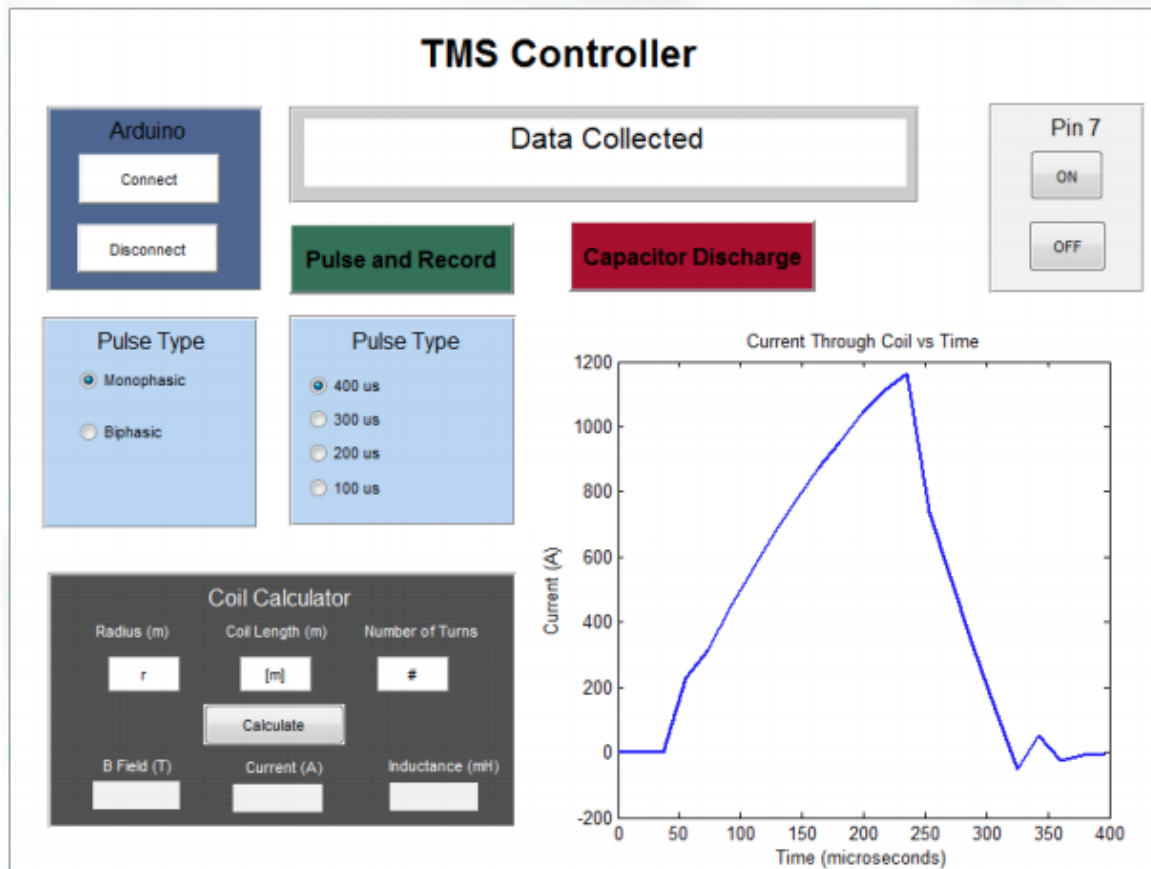 TMS Controller
Arduino
Connect
Disconnect
Data Collected
Pin 7
ON
OFF
Pulse and Record
Capacitor Discharge
Pulse Type
Monophasic
Biphasic
Pulse Type
400 us
300 us
200 us
100 us
Coil Calculator
Radius (m)
Coil Length (m)
Number of Turns
r
[m]
#
Calculate
B Field (T)
Current (A)
Inductance (mH)
Current Through Coil vs Time
Current (A)
1200
1000
800
600
400
200
0
-200
0
50
100
150
200
250
300
350
400
Time (microseconds)